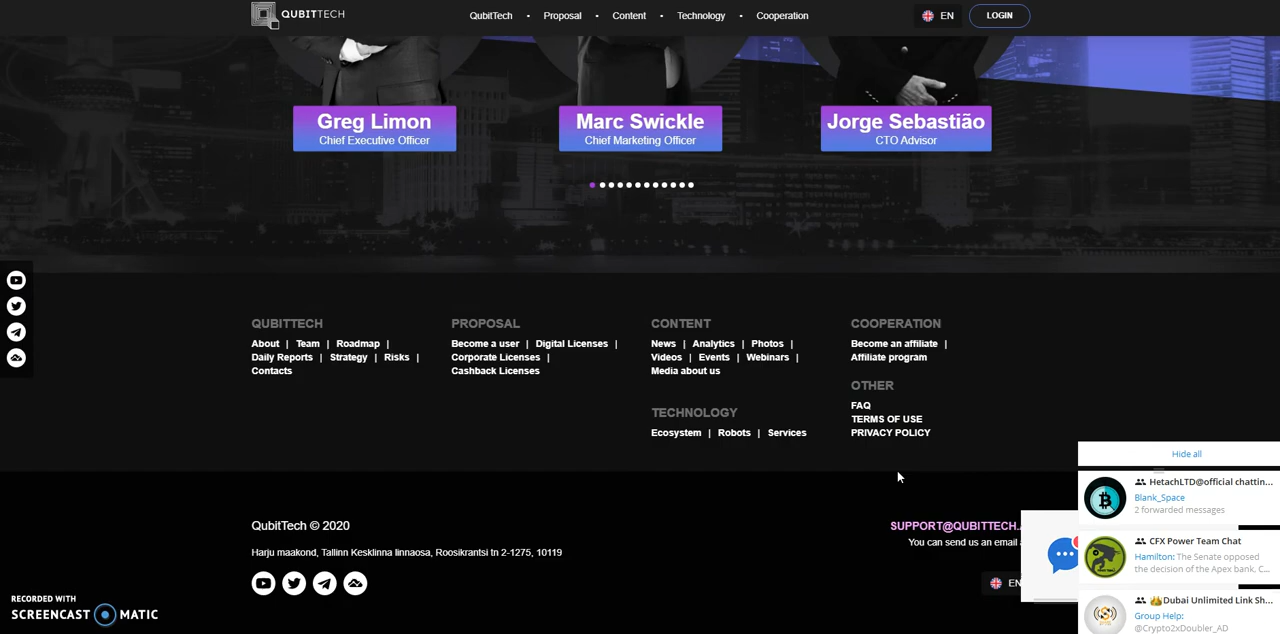 QUBITTECH
QubitTech • Proposal • Content • Technology • Cooperation
EN
LOGIN
Greg Limon
Chief Executive Officer
Marc Swickle
Chief Marketing Officer
Jorge Sebastião
CTO Advisor
QUBITTECH
About | Team | Roadmap |
Daily Reports | Strategy | Risks |
Contacts
PROPOSAL
Become a user | Digital Licenses |
Corporate Licenses |
Cashback Licenses
CONTENT
News | Analytics | Photos |
Videos | Events | Webinars |
Media about us
TECHNOLOGY
Ecosystem | Robots | Services
COOPERATION
Become an affiliate |
Affiliate program
OTHER
FAQ
TERMS OF USE
PRIVACY POLICY
QubitTech © 2020
Harju maakond, Tallinn Kesklinna linnaosa, Roosikrantsi tn 2-1275, 10119
SUPPORT@QUBITTECH.
You can send us an email
EN
Hide all
HetachLTD@official chattin...
Blank_Space
2 forwarded messages
CFX Power Team Chat
Hamilton: The Senate opposed
the decision of the Apex bank, C...
Dubai Unlimited Link Sh...
Group Help:
@Crypto2xDoubler_AD
RECORDED WITH
SCREENCAST MATIC